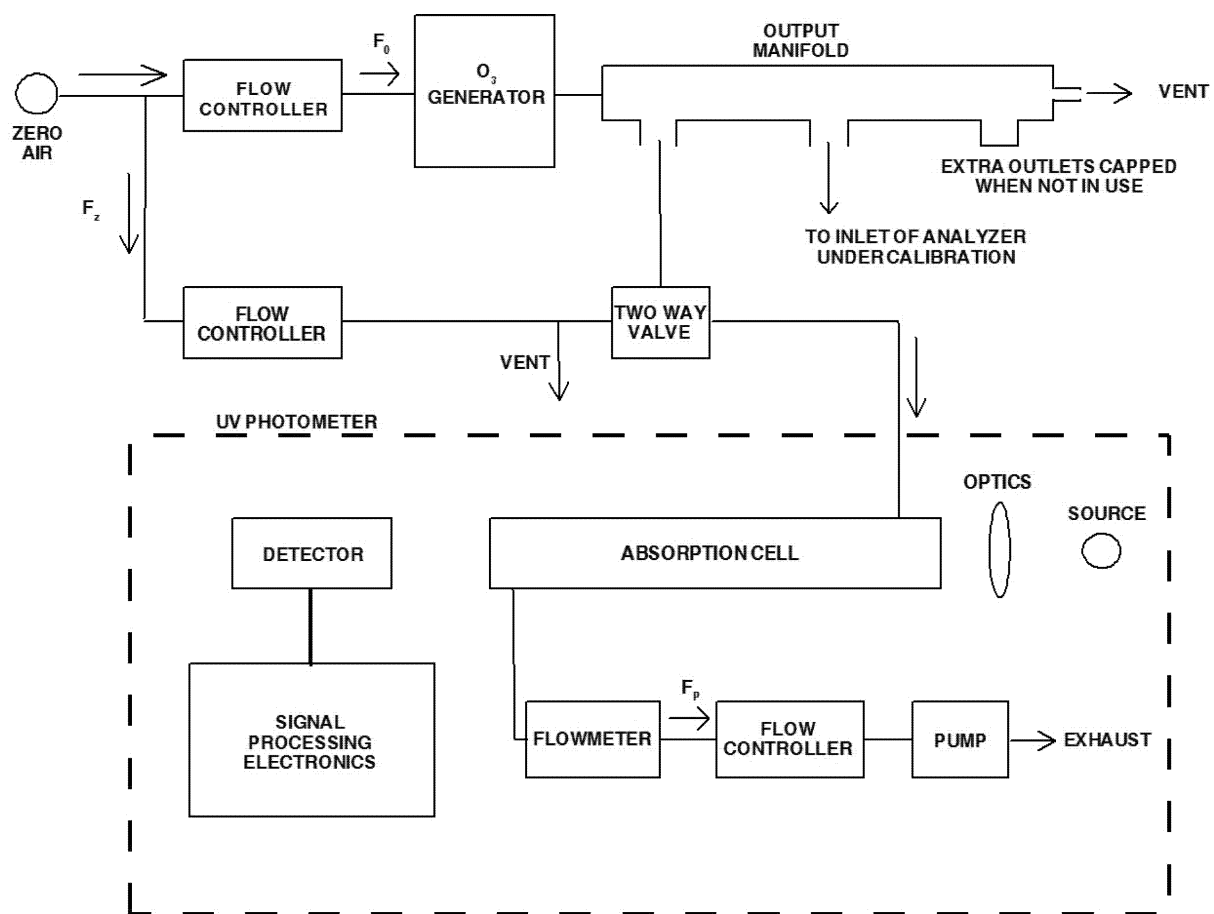 OUTPUT
MANIFOLD
F₀
O₃
GENERATOR
FLOW
CONTROLLER
ZERO
AIR
VENT
EXTRA OUTLETS CAPPED
WHEN NOT IN USE
F_z
TO INLET OF ANALYZER
UNDER CALIBRATION
FLOW
CONTROLLER
TWO WAY
VALVE
VENT
UV PHOTOMETER
OPTICS
SOURCE
DETECTOR
ABSORPTION CELL
F_p
SIGNAL
PROCESSING
ELECTRONICS
FLOWMETER
FLOW
CONTROLLER
PUMP
EXHAUST